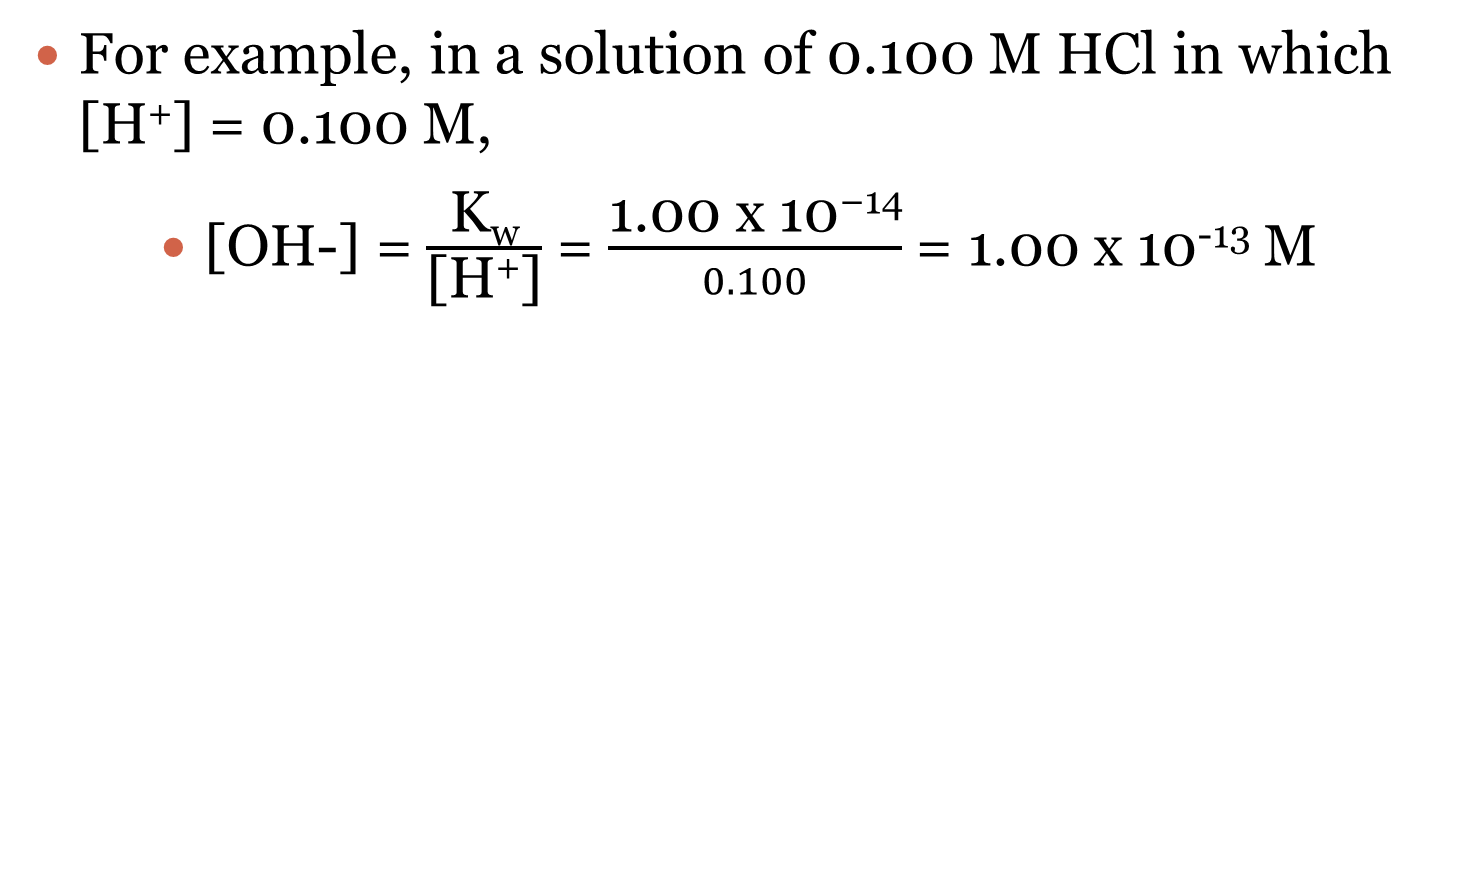 • For example, in a solution of 0.100 M HCl in which
[H⁺] = 0.100 M,
• [OH-] = K_w/[H⁺] = 1.00 x 10⁻¹⁴/0.100 = 1.00 x 10⁻¹³ M